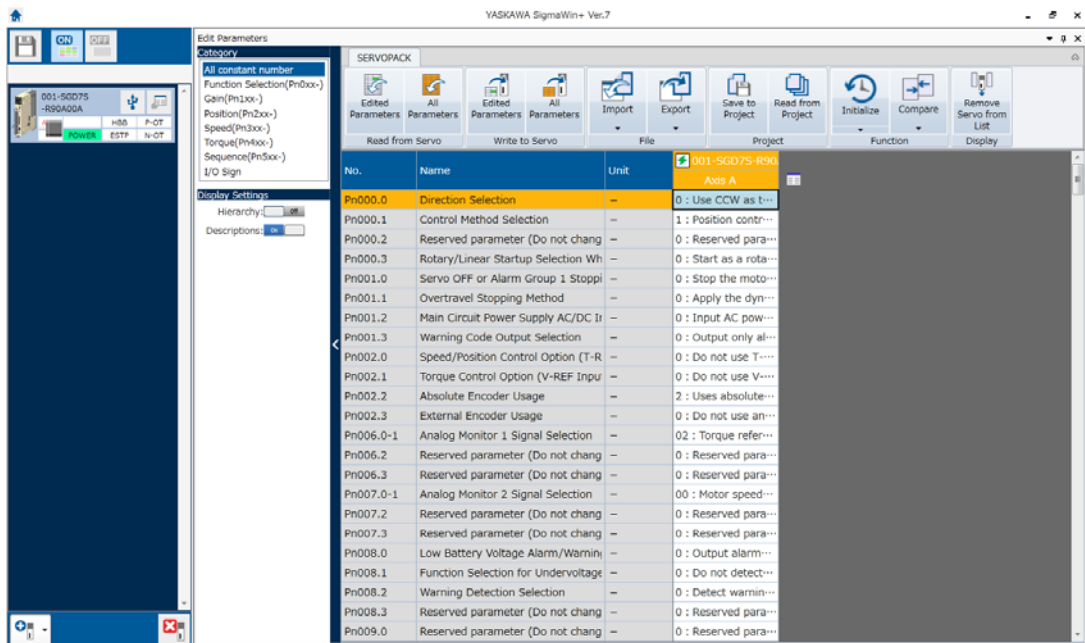 YASKAWA SigmaWin+ Ver.7
ON OFF
Edit Parameters
001-SGD7S
-R90A00A
HBB P-OT
POWER ESTP N-OT
Category
All constant number
Function Selection(Pn0xx-)
Gain(Pn1xx-)
Position(Pn2xx-)
Speed(Pn3xx-)
Torque(Pn4xx-)
Sequence(Pn5xx-)
I/O Sign
Display Settings
Hierarchy: Off
Descriptions: On
SERVOPACK
Edited Parameters
All Parameters
Read from Servo
Edited Parameters
All Parameters
Write to Servo
Import
Export
File
Save to Project
Read from Project
Project
Initialize
Compare
Function
Remove Servo from List
Display
No. Name Unit 001-SGD7S-R90
Axis A
Pn000.0 Direction Selection − 0 : Use CCW as t···
Pn000.1 Control Method Selection − 1 : Position contr···
Pn000.2 Reserved parameter (Do not chang − 0 : Reserved para···
Pn000.3 Rotary/Linear Startup Selection Wh − 0 : Start as a rota···
Pn001.0 Servo OFF or Alarm Group 1 Stoppi − 0 : Stop the moto···
Pn001.1 Overtravel Stopping Method − 0 : Apply the dyn···
Pn001.2 Main Circuit Power Supply AC/DC Ir − 0 : Input AC pow···
Pn001.3 Warning Code Output Selection − 0 : Output only al···
Pn002.0 Speed/Position Control Option (T-R − 0 : Do not use T-···
Pn002.1 Torque Control Option (V-REF Input − 0 : Do not use V-···
Pn002.2 Absolute Encoder Usage − 2 : Uses absolute···
Pn002.3 External Encoder Usage − 0 : Do not use an···
Pn006.0-1 Analog Monitor 1 Signal Selection − 02 : Torque refer···
Pn006.2 Reserved parameter (Do not chang − 0 : Reserved para···
Pn006.3 Reserved parameter (Do not chang − 0 : Reserved para···
Pn007.0-1 Analog Monitor 2 Signal Selection − 00 : Motor speed···
Pn007.2 Reserved parameter (Do not chang − 0 : Reserved para···
Pn007.3 Reserved parameter (Do not chang − 0 : Reserved para···
Pn008.0 Low Battery Voltage Alarm/Warning − 0 : Output alarm···
Pn008.1 Function Selection for Undervoltage − 0 : Do not detect···
Pn008.2 Warning Detection Selection − 0 : Detect warnin···
Pn008.3 Reserved parameter (Do not chang − 0 : Reserved para···
Pn009.0 Reserved parameter (Do not chang − 0 : Reserved para···